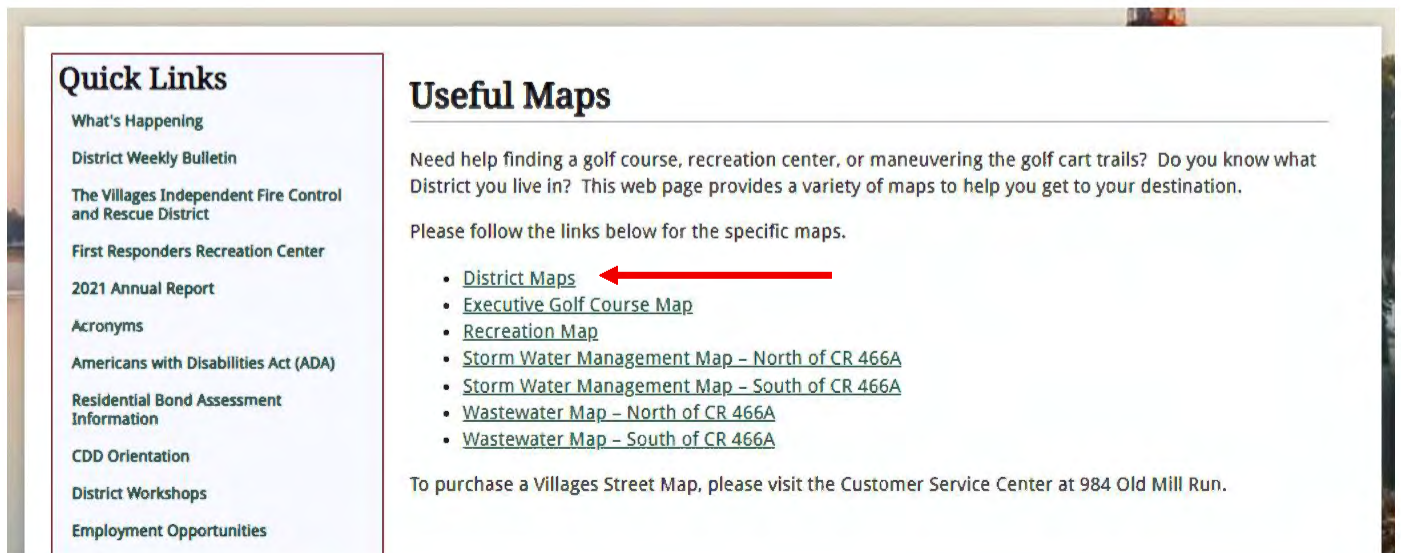 Quick Links
What's Happening
District Weekly Bulletin
The Villages Independent Fire Control
and Rescue District
First Responders Recreation Center
2021 Annual Report
Acronyms
Americans with Disabilities Act (ADA)
Residential Bond Assessment
Information
CDD Orientation
District Workshops
Employment Opportunities
Useful Maps
Need help finding a golf course, recreation center, or maneuvering the golf cart trails?  Do you know what
District you live in?  This web page provides a variety of maps to help you get to your destination.
Please follow the links below for the specific maps.
• District Maps
• Executive Golf Course Map
• Recreation Map
• Storm Water Management Map – North of CR 466A
• Storm Water Management Map – South of CR 466A
• Wastewater Map – North of CR 466A
• Wastewater Map – South of CR 466A
To purchase a Villages Street Map, please visit the Customer Service Center at 984 Old Mill Run.